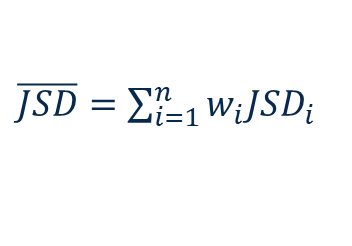 $\overline{JSD} = \sum_{i=1}^{n} w_i JSD_i$